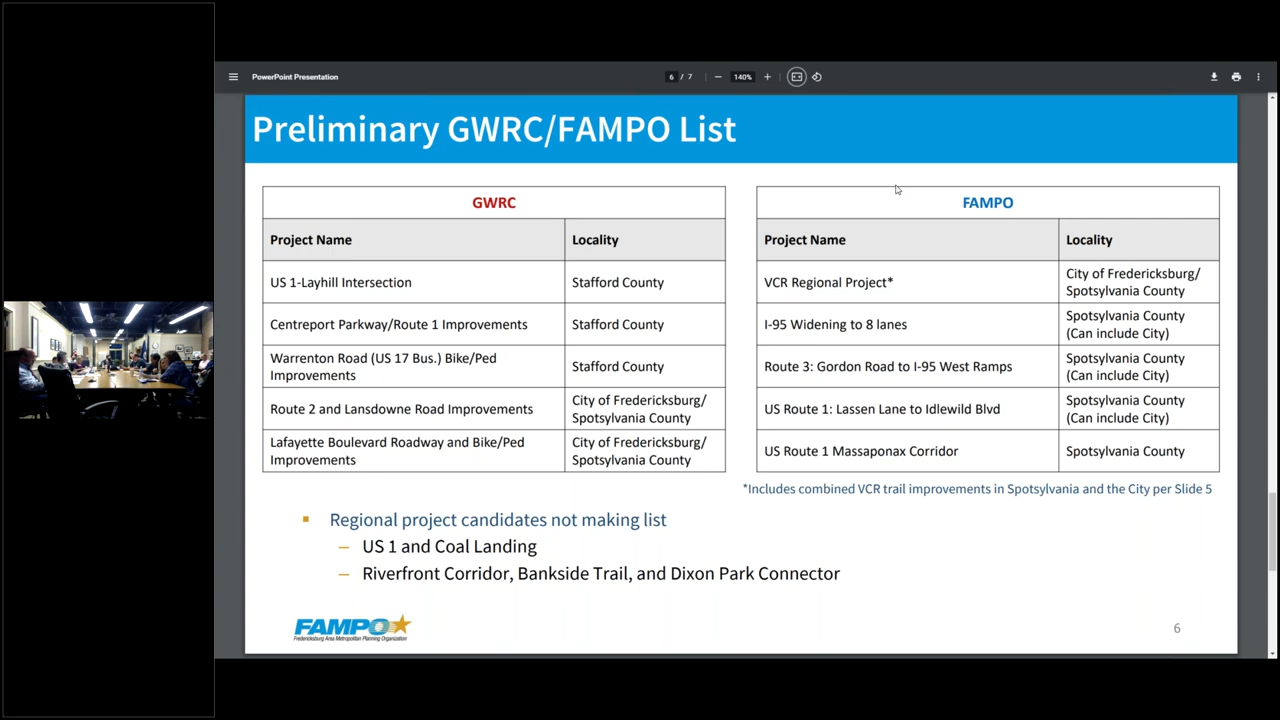 PowerPoint Presentation
6 / 7
140%
Preliminary GWRC/FAMPO List
GWRC
Project Name
Locality
US 1-Layhill Intersection
Stafford County
Centreport Parkway/Route 1 Improvements
Stafford County
Warrenton Road (US 17 Bus.) Bike/Ped
Improvements
Stafford County
Route 2 and Lansdowne Road Improvements
City of Fredericksburg/
Spotsylvania County
Lafayette Boulevard Roadway and Bike/Ped
Improvements
City of Fredericksburg/
Spotsylvania County
FAMPO
Project Name
Locality
VCR Regional Project*
City of Fredericksburg/
Spotsylvania County
I-95 Widening to 8 lanes
Spotsylvania County
(Can include City)
Route 3: Gordon Road to I-95 West Ramps
Spotsylvania County
(Can include City)
US Route 1: Lassen Lane to Idlewild Blvd
Spotsylvania County
(Can include City)
US Route 1 Massaponax Corridor
Spotsylvania County
*Includes combined VCR trail improvements in Spotsylvania and the City per Slide 5
▪ Regional project candidates not making list
– US 1 and Coal Landing
– Riverfront Corridor, Bankside Trail, and Dixon Park Connector
FAMPO
Fredericksburg Area Metropolitan Planning Organization
6